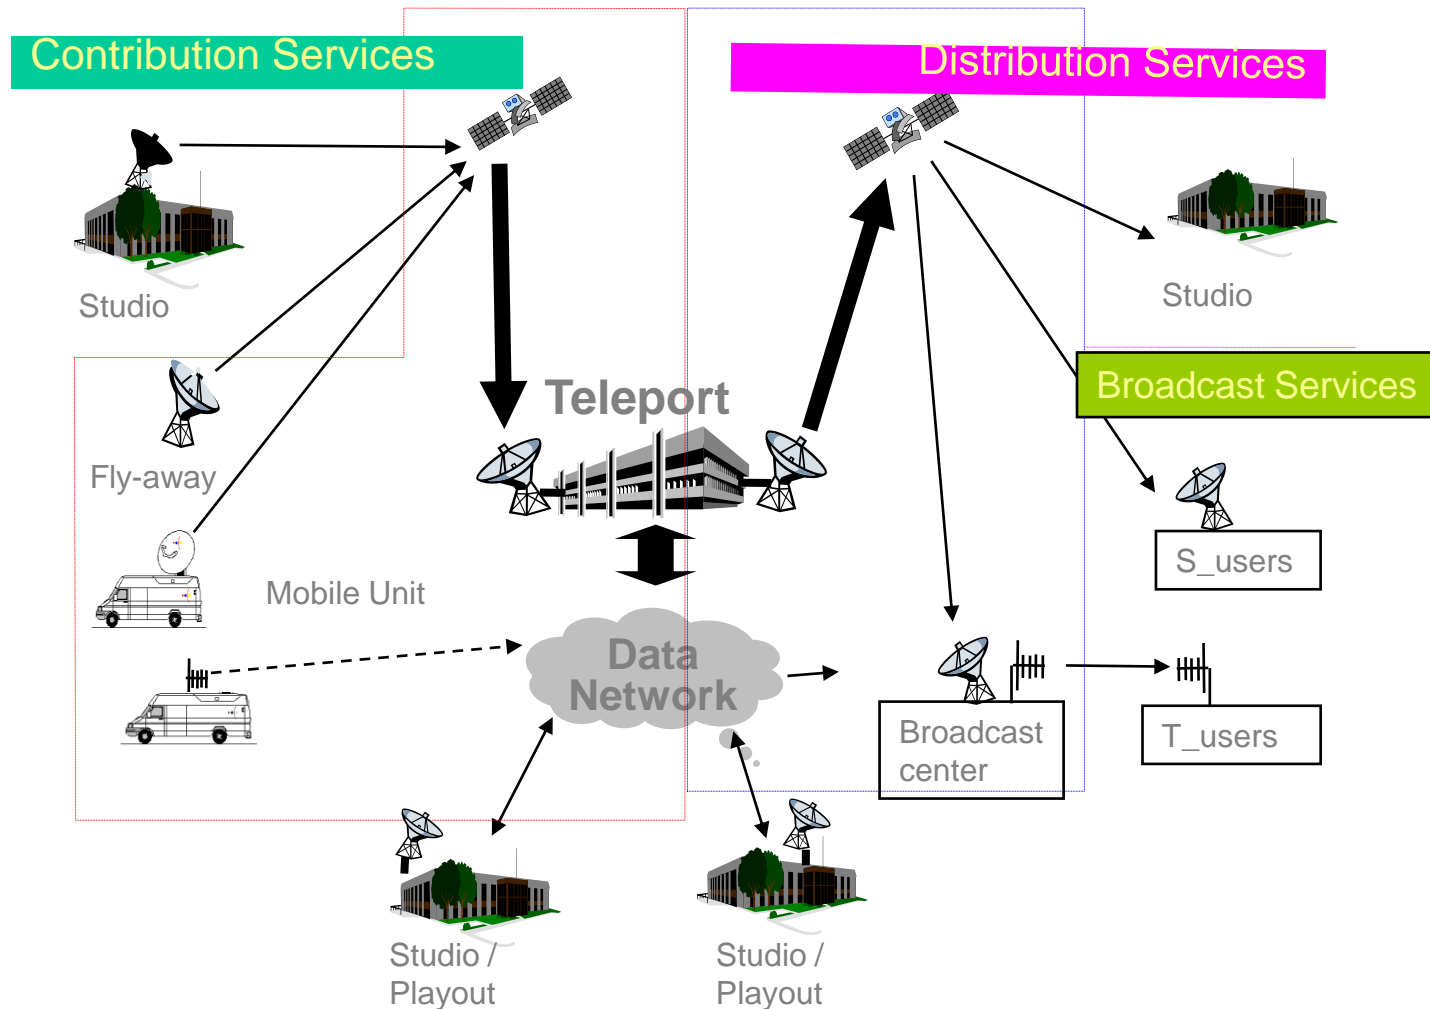 Contribution Services
Distribution Services
Studio
Studio
Broadcast Services
Teleport
Fly-away
S_users
Mobile Unit
Data
Network
Broadcast
center
T_users
Studio /
Playout
Studio /
Playout